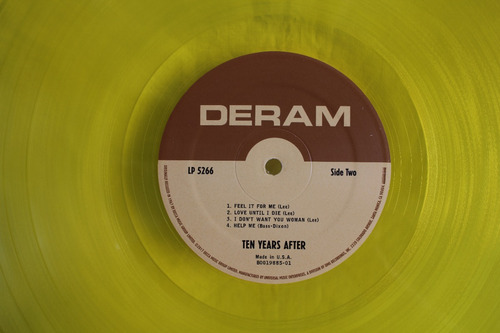 DERAM
LP 5266
Side Two
1. FEEL IT FOR ME (Lee)
2. LOVE UNTIL I DIE (Lee)
3. I DON'T WANT YOU WOMAN (Lee)
4. HELP ME (Bass-Dixon)
TEN YEARS AFTER
Made in U.S.A.
B0019885-01